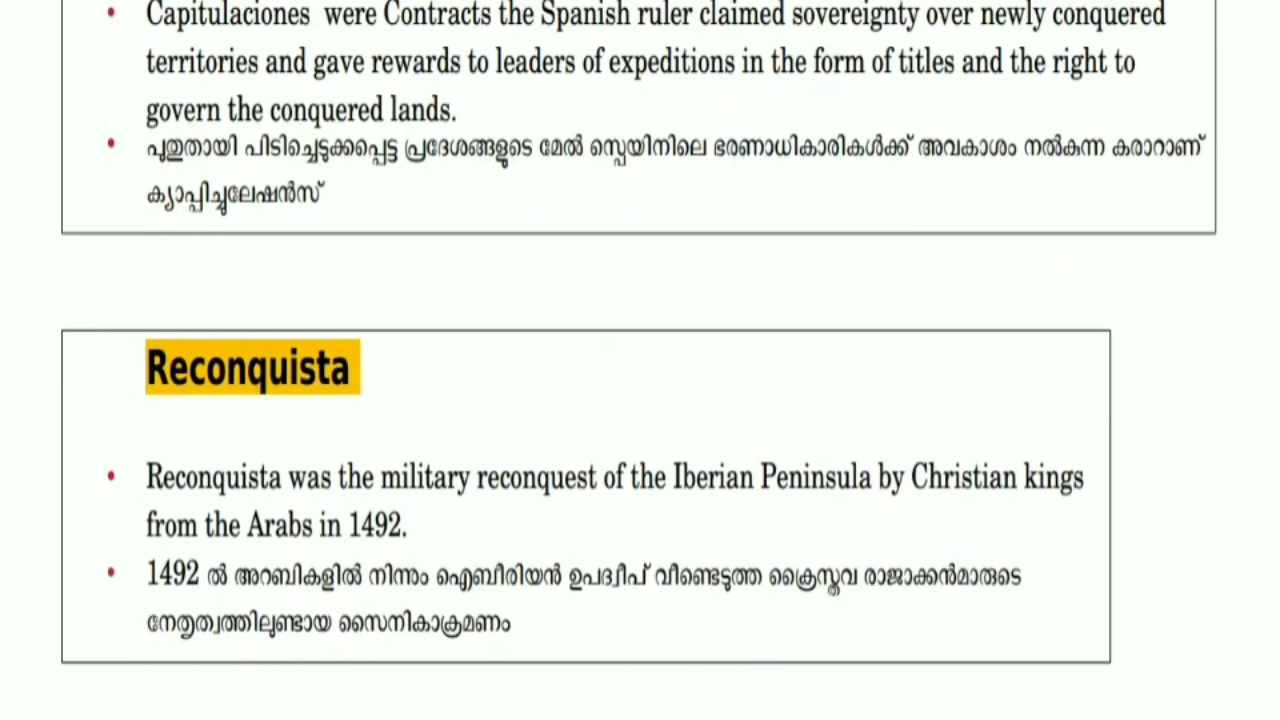 • Capitulaciones were Contracts the Spanish ruler claimed sovereignty over newly conquered
territories and gave rewards to leaders of expeditions in the form of titles and the right to
govern the conquered lands.
• പുതുതായി പിടിച്ചെടുക്കപ്പെട്ട പ്രദേശങ്ങളുടെ മേൽ സ്പെയിനിലെ ഭരണാധികാരികൾക്ക് അവകാശം നൽകുന്ന കരാറാണ്
ക്യാപ്പിച്ചുലേഷൻസ്
Reconquista
• Reconquista was the military reconquest of the Iberian Peninsula by Christian kings
from the Arabs in 1492.
• 1492 ൽ അറബികളിൽ നിന്നും ഐബീരിയൻ ഉപദ്വീപ് വീണ്ടെടുത്ത ക്രൈസ്തവ രാജാക്കൻമാരുടെ
നേതൃത്വത്തിലുണ്ടായ സൈനികാക്രമണം